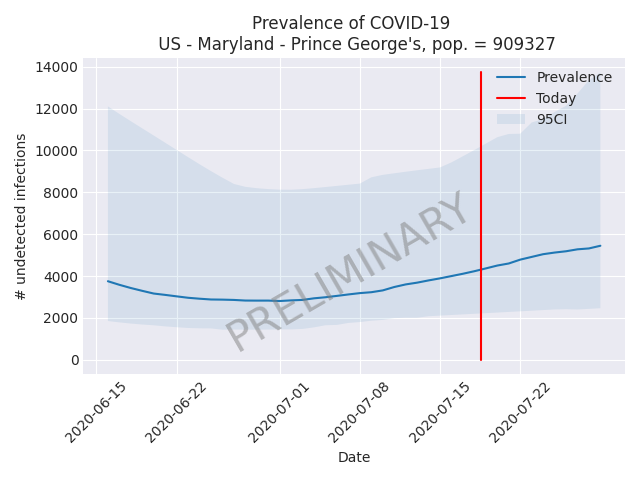 Prevalence of COVID-19
US - Maryland - Prince George's, pop. = 909327
14000
12000
10000
8000
6000
4000
2000
0
# undetected infections
Prevalence
Today
95CI
PRELIMINARY
2020-06-15
2020-06-22
2020-07-01
2020-07-08
2020-07-15
2020-07-22
Date